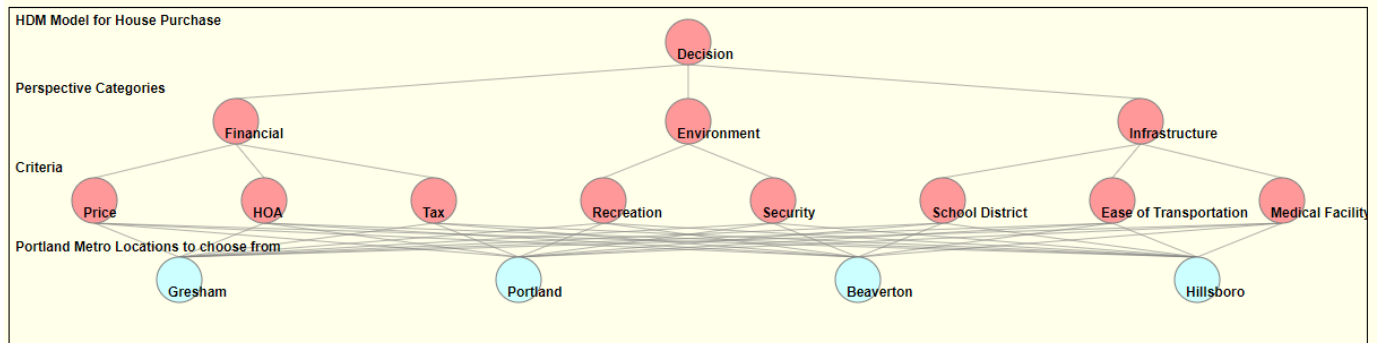 HDM Model for House Purchase
Decision
Perspective Categories
Financial
Environment
Infrastructure
Criteria
Price
HOA
Tax
Recreation
Security
School District
Ease of Transportation
Medical Facility
Portland Metro Locations to choose from
Gresham
Portland
Beaverton
Hillsboro